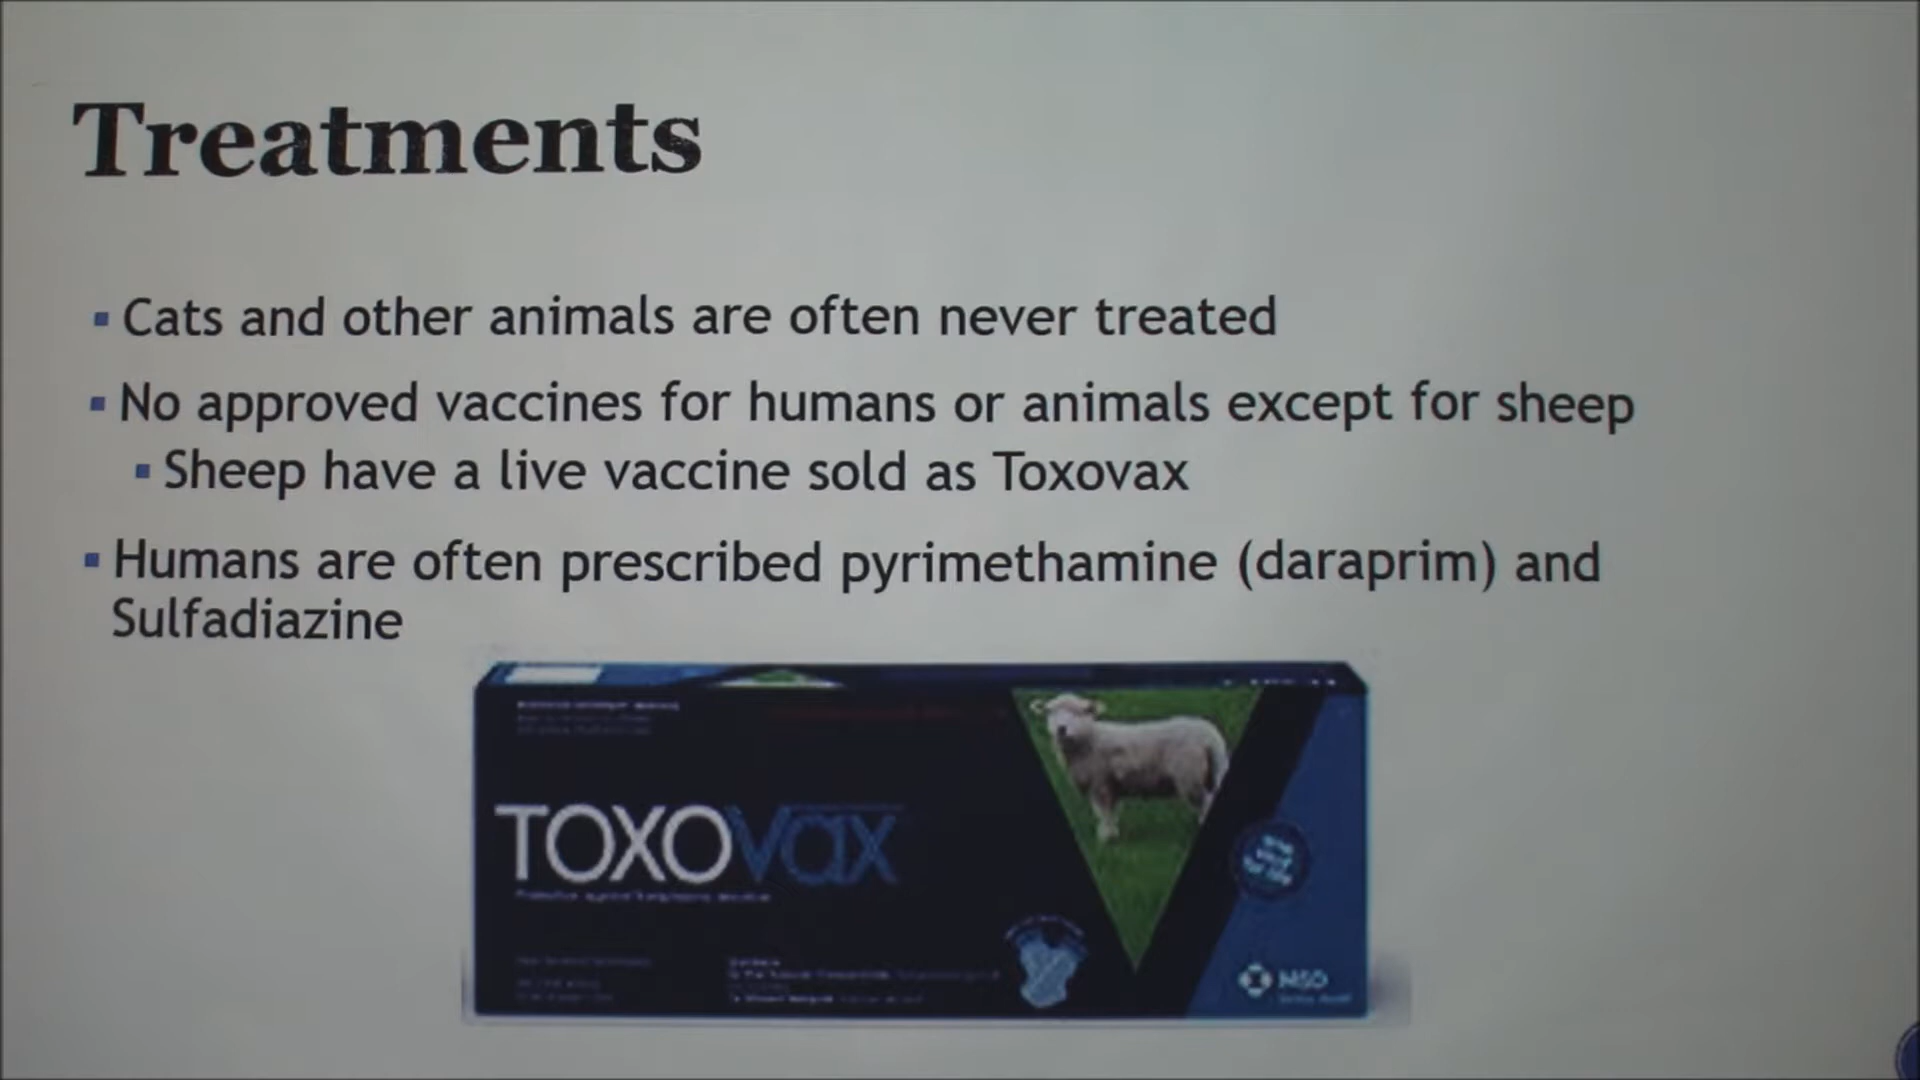 Treatments
Cats and other animals are often never treated
No approved vaccines for humans or animals except for sheep
Sheep have a live vaccine sold as Toxovax
Humans are often prescribed pyrimethamine (daraprim) and
Sulfadiazine
TOXOvax
MSD